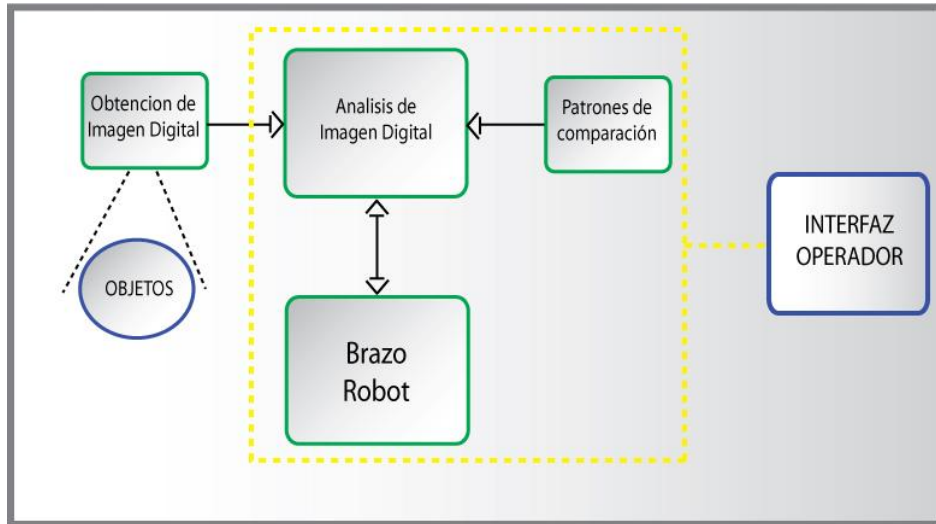 Obtencion de
Imagen Digital
Analisis de
Imagen Digital
Patrones de
comparación
OBJETOS
INTERFAZ
OPERADOR
Brazo
Robot